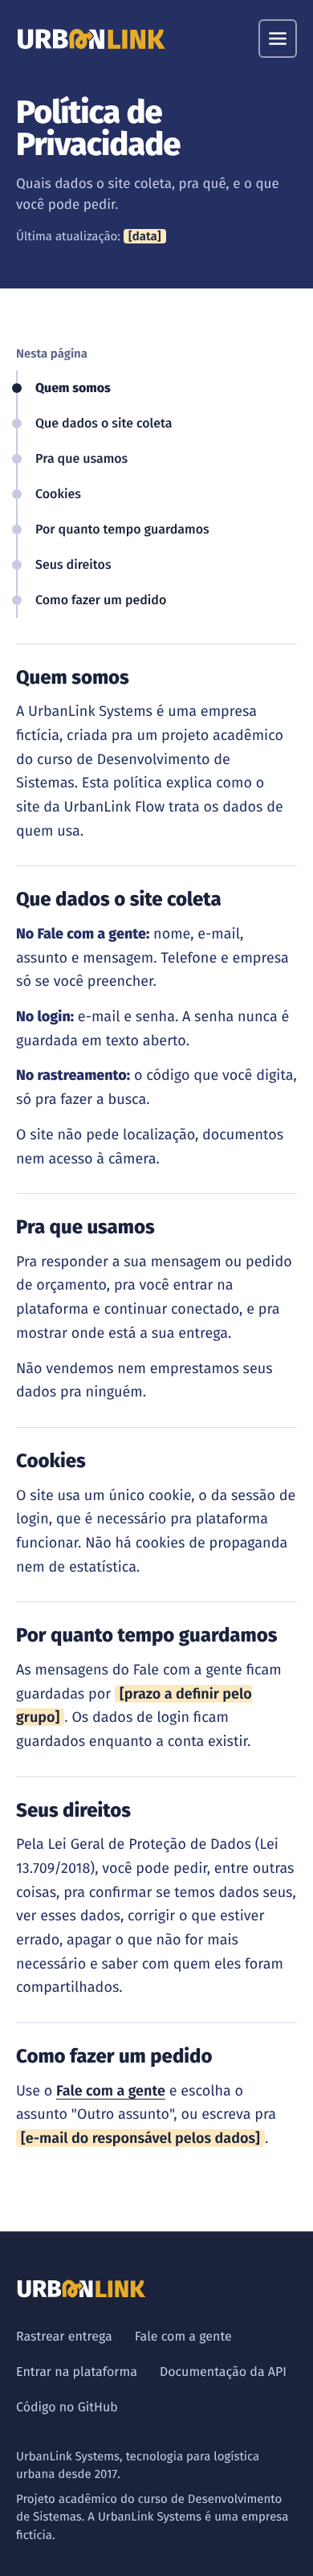 URBANLINK
Política de
Privacidade
Quais dados o site coleta, pra quê, e o que
você pode pedir.
Última atualização: [data]
Nesta página
Quem somos
Que dados o site coleta
Pra que usamos
Cookies
Por quanto tempo guardamos
Seus direitos
Como fazer um pedido
Quem somos
A UrbanLink Systems é uma empresa
fictícia, criada pra um projeto acadêmico
do curso de Desenvolvimento de
Sistemas. Esta política explica como o
site da UrbanLink Flow trata os dados de
quem usa.
Que dados o site coleta
No Fale com a gente: nome, e-mail,
assunto e mensagem. Telefone e empresa
só se você preencher.
No login: e-mail e senha. A senha nunca é
guardada em texto aberto.
No rastreamento: o código que você digita,
só pra fazer a busca.
O site não pede localização, documentos
nem acesso à câmera.
Pra que usamos
Pra responder a sua mensagem ou pedido
de orçamento, pra você entrar na
plataforma e continuar conectado, e pra
mostrar onde está a sua entrega.
Não vendemos nem emprestamos seus
dados pra ninguém.
Cookies
O site usa um único cookie, o da sessão de
login, que é necessário pra plataforma
funcionar. Não há cookies de propaganda
nem de estatística.
Por quanto tempo guardamos
As mensagens do Fale com a gente ficam
guardadas por [prazo a definir pelo
grupo]. Os dados de login ficam
guardados enquanto a conta existir.
Seus direitos
Pela Lei Geral de Proteção de Dados (Lei
13.709/2018), você pode pedir, entre outras
coisas, pra confirmar se temos dados seus,
ver esses dados, corrigir o que estiver
errado, apagar o que não for mais
necessário e saber com quem eles foram
compartilhados.
Como fazer um pedido
Use o Fale com a gente e escolha o
assunto "Outro assunto", ou escreva pra
[e-mail do responsável pelos dados].
URBANLINK
Rastrear entrega Fale com a gente
Entrar na plataforma Documentação da API
Código no GitHub
UrbanLink Systems, tecnologia para logística
urbana desde 2017.
Projeto acadêmico do curso de Desenvolvimento
de Sistemas. A UrbanLink Systems é uma empresa
fictícia.